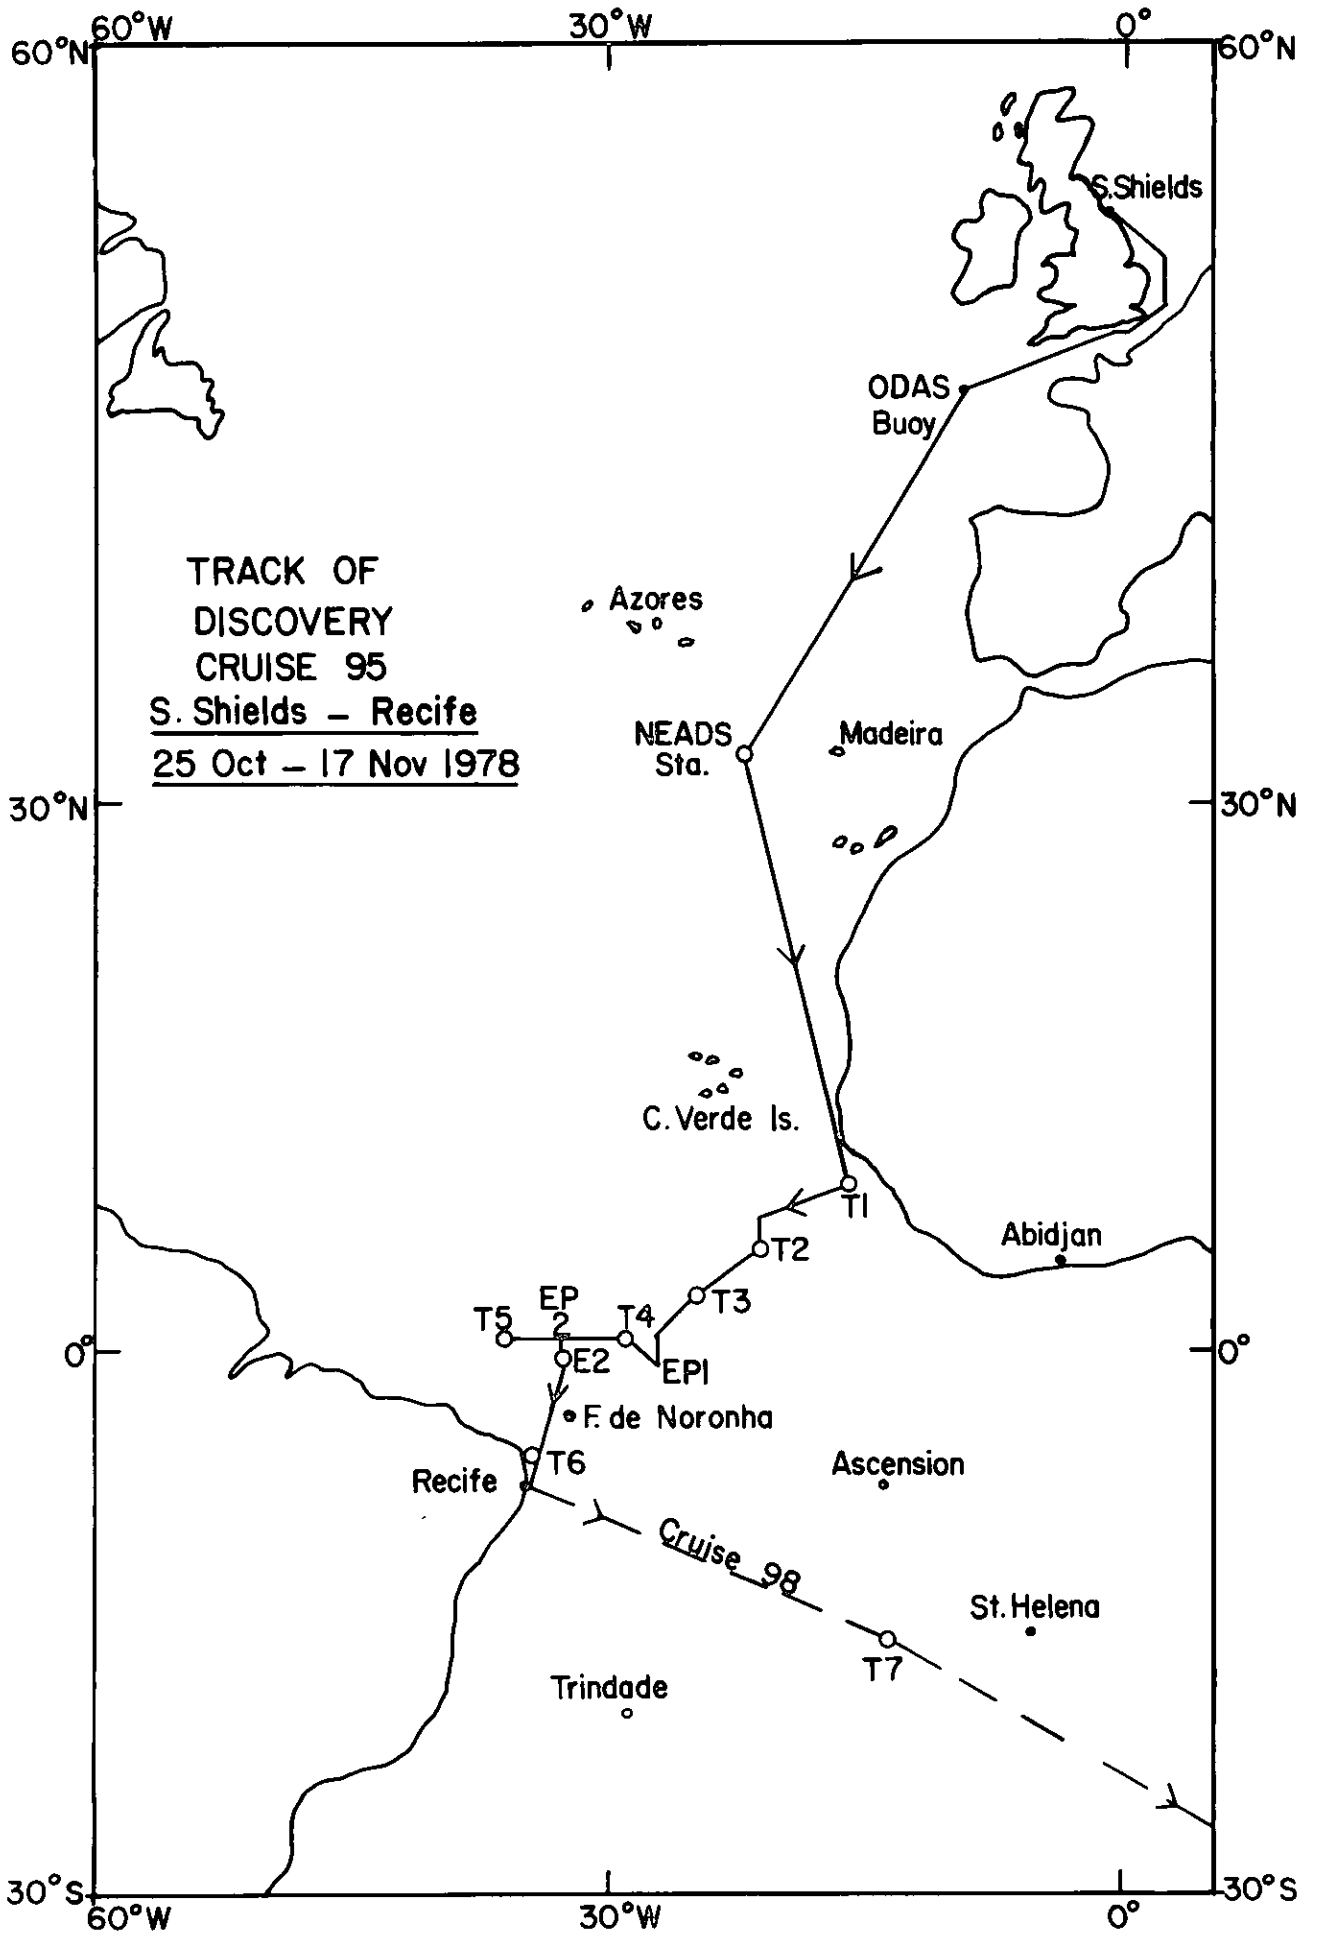 60°W 30°W 0°
60°N 60°N
S.Shields
ODAS
Buoy
TRACK OF
DISCOVERY
CRUISE 95
S. Shields – Recife
25 Oct – 17 Nov 1978
Azores
NEADS
Sta.
Madeira
30°N 30°N
C. Verde Is.
T1
T2
Abidjan
T3
EP
2
T5
T4
0° 0°
E2
EP1
F. de Noronha
T6
Recife
Ascension
Cruise 98
St. Helena
T7
Trindade
30°S 30°S
60°W 30°W 0°